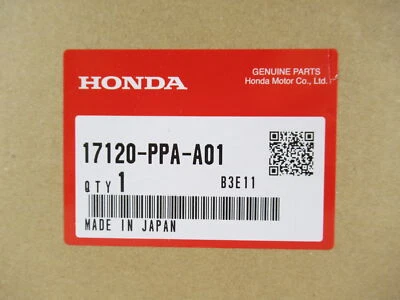 HONDA
GENUINE PARTS
Honda Motor Co., Ltd.
17120-PPA-A01
QTY 1
B3E11
MADE IN JAPAN